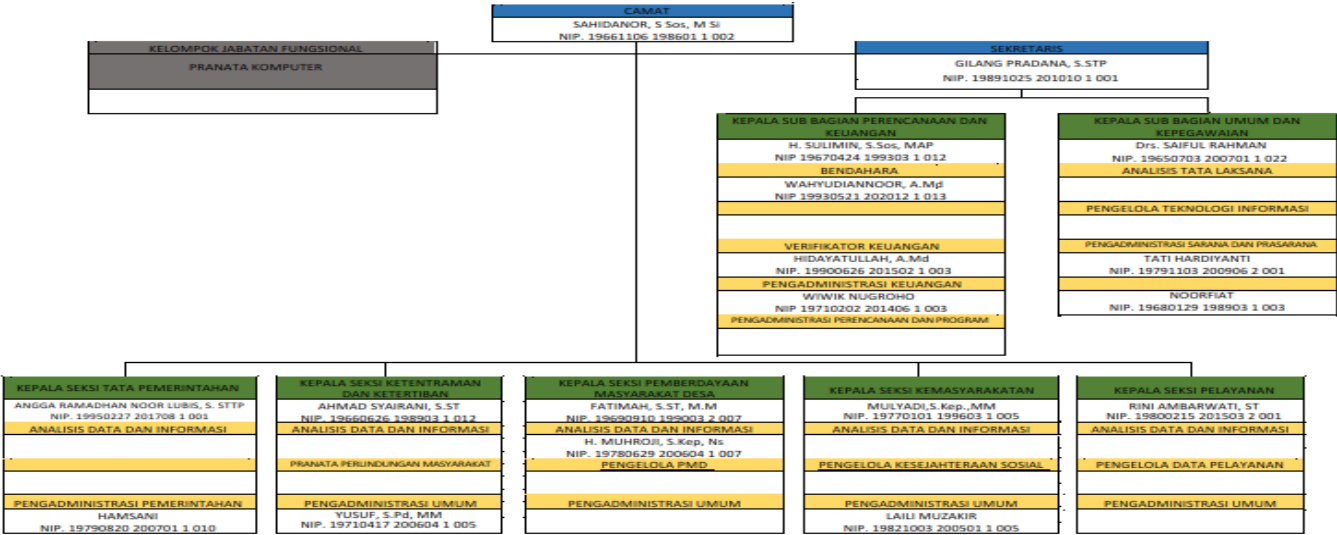 CAMAT
SAHIDANOR, S Sos, M Si
NIP. 19661106 198601 1 002
KELOMPOK JABATAN FUNGSIONAL
PRANATA KOMPUTER
SEKRETARIS
GILANG PRADANA, S.STP
NIP. 19891025 201010 1 001
KEPALA SUB BAGIAN PERENCANAAN DAN
KEUANGAN
H. SULIMIN, S.Sos, MAP
NIP 19670424 199303 1 012
BENDAHARA
WAHYUDIANNOOR, A.Md
NIP 19930521 202012 1 013
VERIFIKATOR KEUANGAN
HIDAYATULLAH, A.Md
NIP. 19900626 201502 1 003
PENGADMINISTRASI KEUANGAN
WIWIK NUGROHO
NIP 19710202 201406 1 003
PENGADMINISTRASI PERENCANAAN DAN PROGRAM
KEPALA SUB BAGIAN UMUM DAN
KEPEGAWAIAN
Drs. SAIFUL RAHMAN
NIP. 19650703 200701 1 022
ANALISIS TATA LAKSANA
PENGELOLA TEKNOLOGI INFORMASI
PENGADMINISTRASI SARANA DAN PRASARANA
TATI HARDIYANTI
NIP. 19791103 200906 2 001
NOORFIAT
NIP. 19680129 198903 1 003
KEPALA SEKSI TATA PEMERINTAHAN
ANGGA RAMADHAN NOOR LUBIS, S. STTP
NIP. 19950227 201708 1 001
ANALISIS DATA DAN INFORMASI
PENGADMINISTRASI PEMERINTAHAN
HAMSANI
NIP. 19790820 200701 1 010
KEPALA SEKSI KETENTRAMAN
DAN KETERTIBAN
AHMAD SYAIRANI, S.ST
NIP. 19660626 198903 1 012
ANALISIS DATA DAN INFORMASI
PRANATA PERLINDUNGAN MASYARAKAT
PENGADMINISTRASI UMUM
YUSUF, S.Pd, MM
NIP. 19710417 200604 1 005
KEPALA SEKSI PEMBERDAYAAN
MASYARAKAT DESA
FATIMAH, S.ST, M.M
NIP. 19690910 199003 2 007
ANALISIS DATA DAN INFORMASI
H. MUHROJI, S.Kep, Ns
NIP. 19780629 200604 1 007
PENGELOLA PMD
PENGADMINISTRASI UMUM
KEPALA SEKSI KEMASYARAKATAN
MULYADI,S.Kep.,MM
NIP. 19770101 199603 1 005
ANALISIS DATA DAN INFORMASI
PENGELOLA KESEJAHTERAAN SOSIAL
PENGADMINISTRASI UMUM
LAILI MUZAKIR
NIP. 19821003 200501 1 005
KEPALA SEKSI PELAYANAN
RINI AMBARWATI, ST
NIP. 19800215 201503 2 001
ANALISIS DATA DAN INFORMASI
PENGELOLA DATA PELAYANAN
PENGADMINISTRASI UMUM